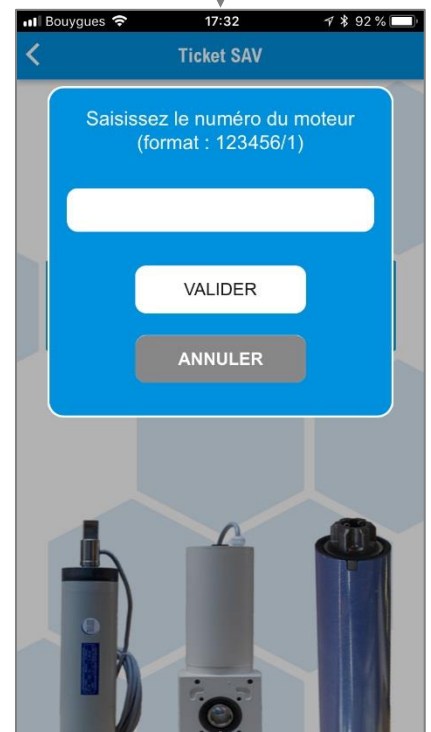 Bouygues 17:32 92 %
Ticket SAV
Saisissez le numéro du moteur
(format : 123456/1)
VALIDER
ANNULER